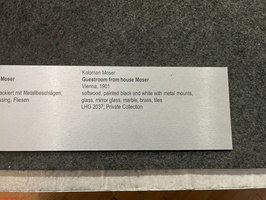 Koloman Moser
Moser
Guestroom from house Moser
Vienna, 1901
ackiert mit Metallbeschlägen,
softwood, painted black and white with metal mounts,
ssing, Fliesen
glass, mirror glass, marble, brass, tiles
LHG 2037, Private Collection